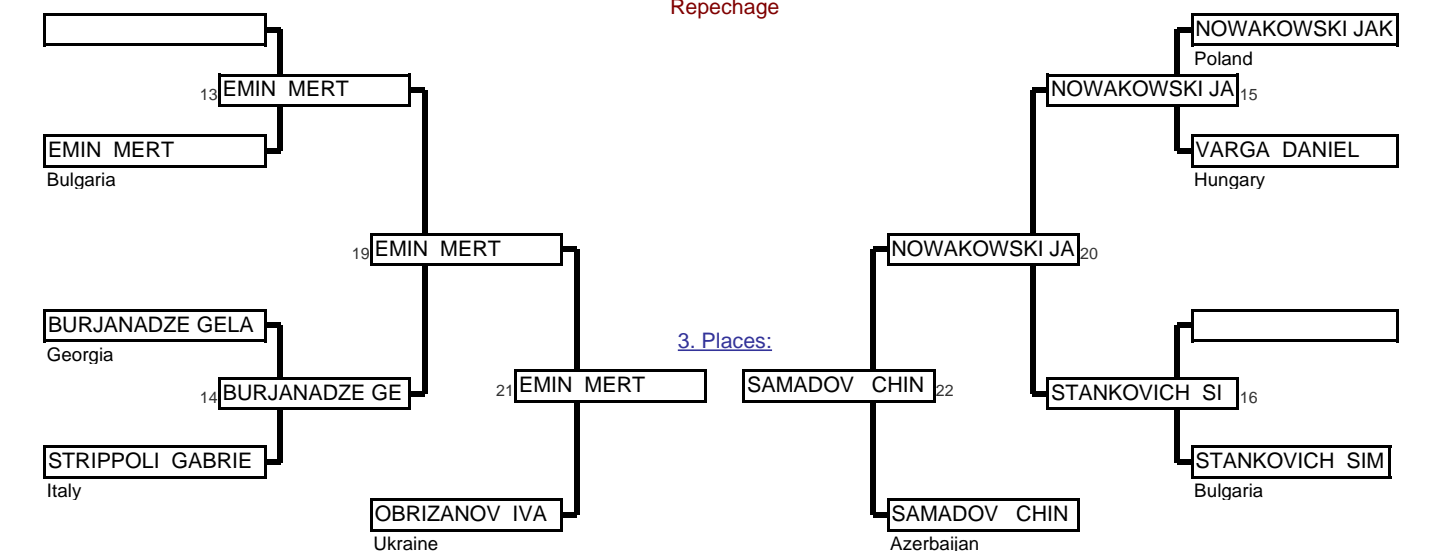 Repechage
NOWAKOWSKI JAK
Poland
13 EMIN MERT
NOWAKOWSKI JA 15
EMIN MERT
Bulgaria
VARGA DANIEL
Hungary
19 EMIN MERT
NOWAKOWSKI JA 20
BURJANADZE GELA
Georgia
3. Places:
14 BURJANADZE GE
21 EMIN MERT
SAMADOV CHIN 22
STANKOVICH SI 16
STRIPPOLI GABRIE
Italy
STANKOVICH SIM
Bulgaria
OBRIZANOV IVA
Ukraine
SAMADOV CHIN
Azerbaijan